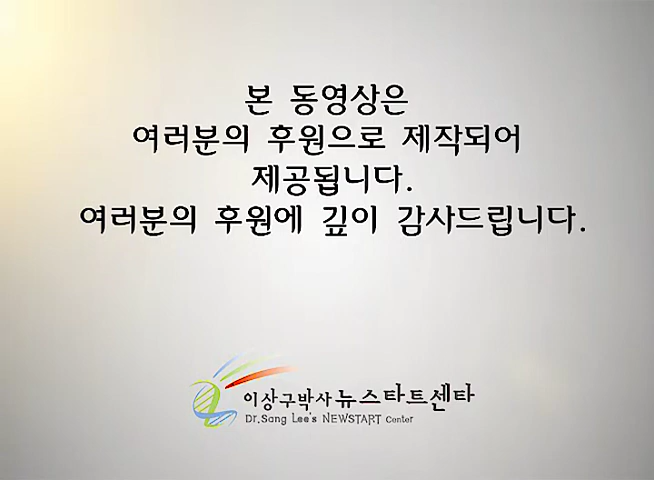 본 동영상은
여러분의 후원으로 제작되어
제공됩니다.
여러분의 후원에 깊이 감사드립니다.
이상구박사 뉴스타트센타
Dr.Sang Lee's NEWSTART Center